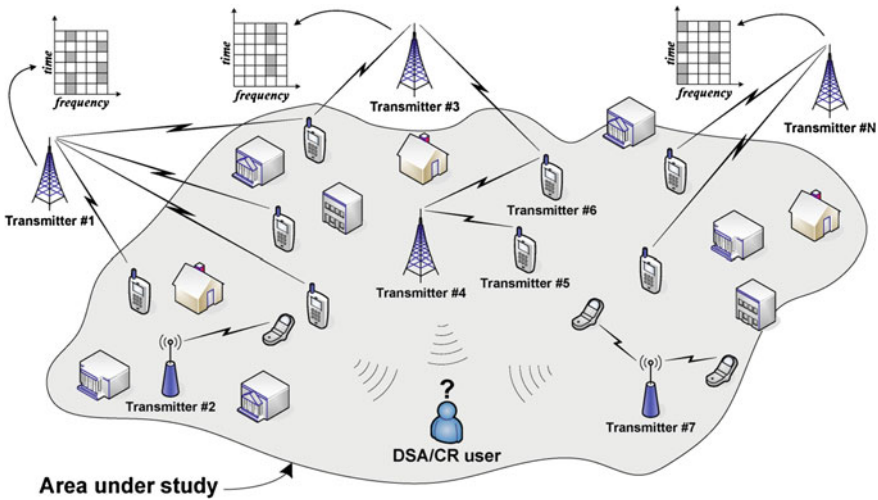 time
frequency
time
frequency
time
frequency
Transmitter #3
Transmitter #N
Transmitter #1
Transmitter #6
Transmitter #5
Transmitter #4
Transmitter #2
?
Transmitter #7
DSA/CR user
Area under study